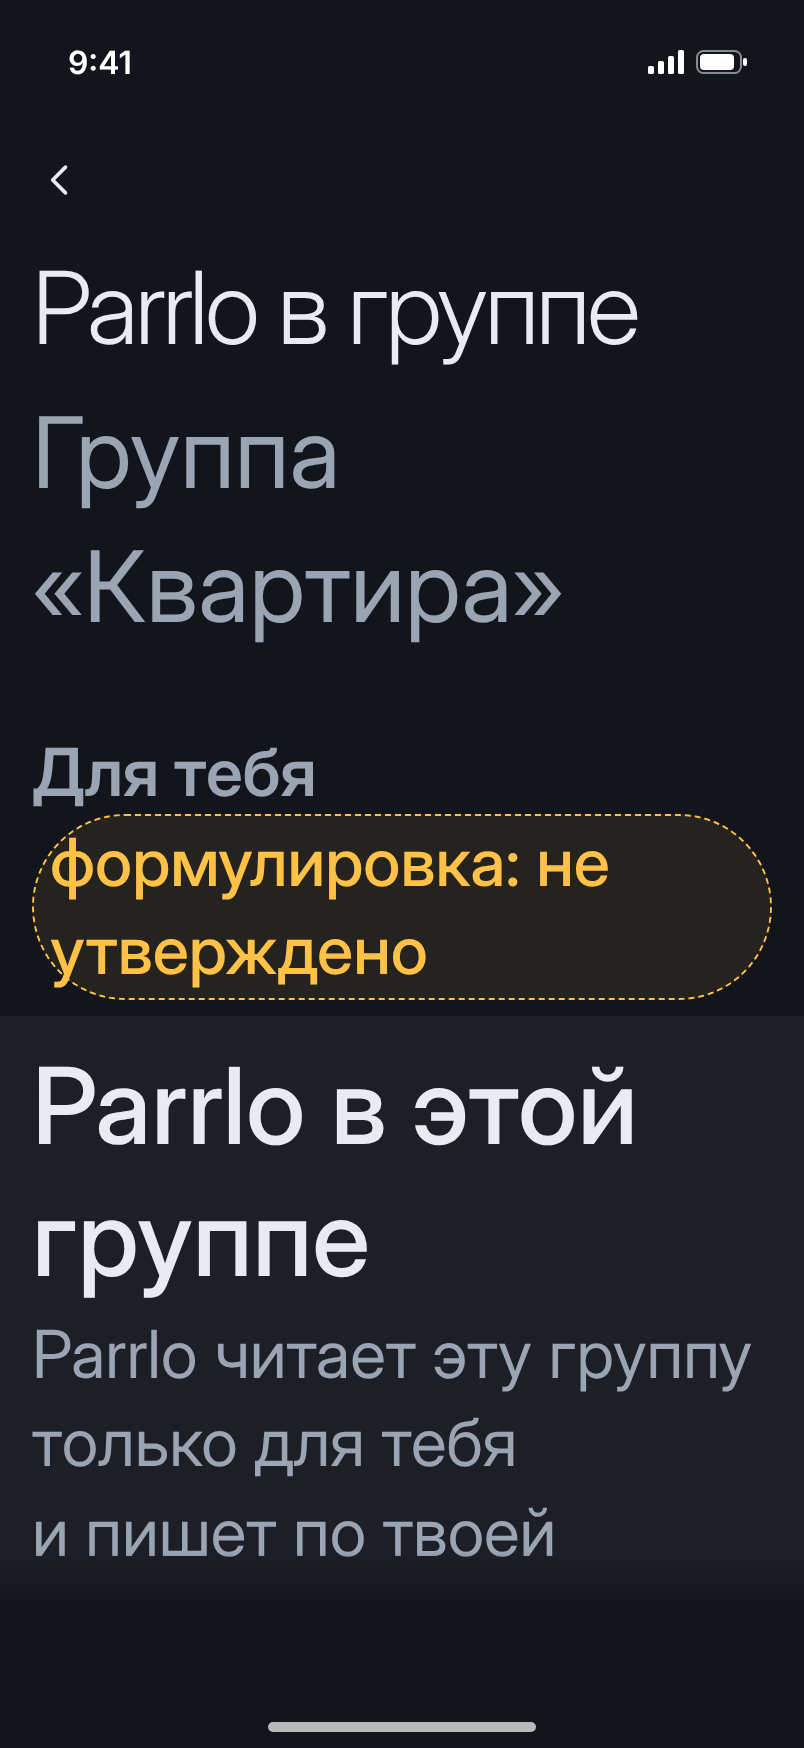 9:41
Parrlo в группе
Группа
«Квартира»
Для тебя
формулировка: не
утверждено
Parrlo в этой
группе
Parrlo читает эту группу
только для тебя
и пишет по твоей